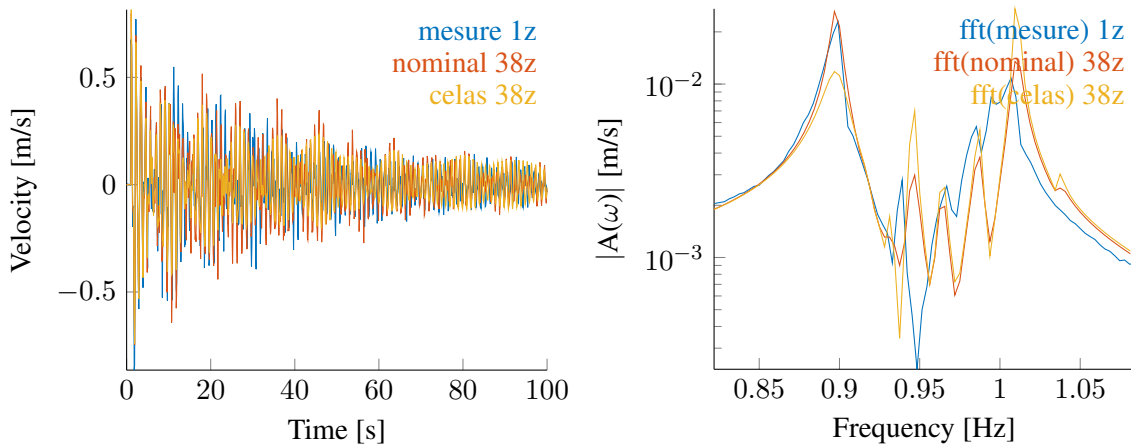 mesure 1z
nominal 38z
celas 38z
0.5
0
−0.5
0 20 40 60 80 100
Velocity [m/s]
Time [s]
fft(mesure) 1z
fft(nominal) 38z
fft(celas) 38z
10−2
10−3
0.85 0.9 0.95 1 1.05
|A(ω)| [m/s]
Frequency [Hz]